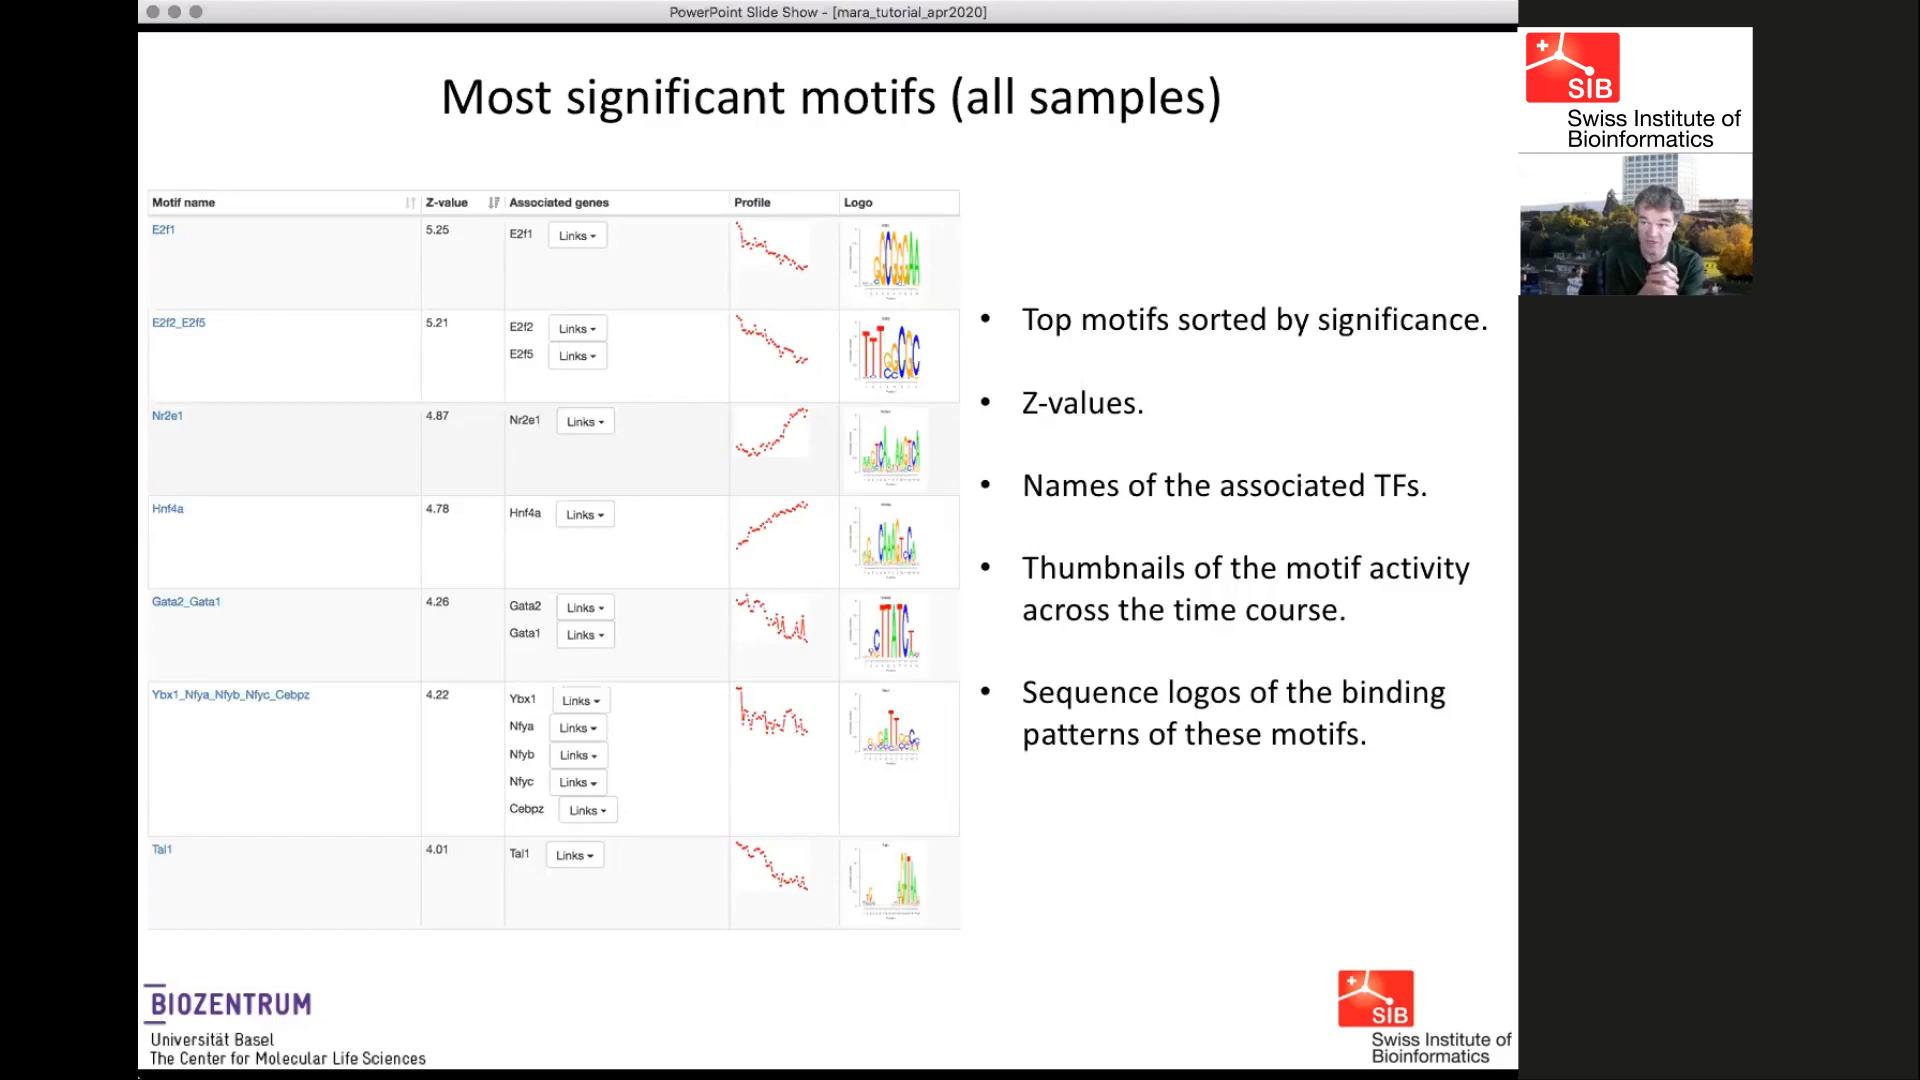 PowerPoint Slide Show - [mara_tutorial_apr2020]
SIB
Swiss Institute of
Bioinformatics
Most significant motifs (all samples)
Motif name Z-value Associated genes Profile Logo
E2f1 5.25 E2f1 Links
E2f2_E2f5 5.21 E2f2 Links
E2f5 Links
Nr2e1 4.87 Nr2e1 Links
Hnf4a 4.78 Hnf4a Links
Gata2_Gata1 4.26 Gata2 Links
Gata1 Links
Ybx1_Nfya_Nfyb_Nfyc_Cebpz 4.22 Ybx1 Links
Nfya Links
Nfyb Links
Nfyc Links
Cebpz Links
Tal1 4.01 Tal1 Links
• Top motifs sorted by significance.
• Z-values.
• Names of the associated TFs.
• Thumbnails of the motif activity
across the time course.
• Sequence logos of the binding
patterns of these motifs.
BIOZENTRUM
Universität Basel
The Center for Molecular Life Sciences
SIB
Swiss Institute of
Bioinformatics